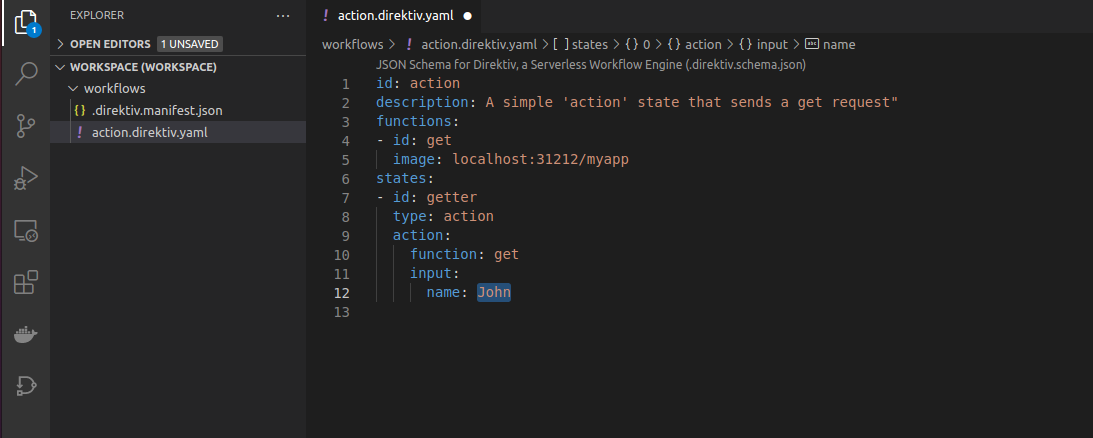 EXPLORER
···
1
OPEN EDITORS 1 UNSAVED
WORKSPACE (WORKSPACE)
workflows
{} .direktiv.manifest.json
! action.direktiv.yaml
! action.direktiv.yaml ●
workflows > ! action.direktiv.yaml > [ ] states > {} 0 > {} action > {} input > abc name
JSON Schema for Direktiv, a Serverless Workflow Engine (.direktiv.schema.json)
1 id: action
2 description: A simple 'action' state that sends a get request"
3 functions:
4 - id: get
5   image: localhost:31212/myapp
6 states:
7 - id: getter
8   type: action
9   action:
10     function: get
11     input:
12       name: John
13